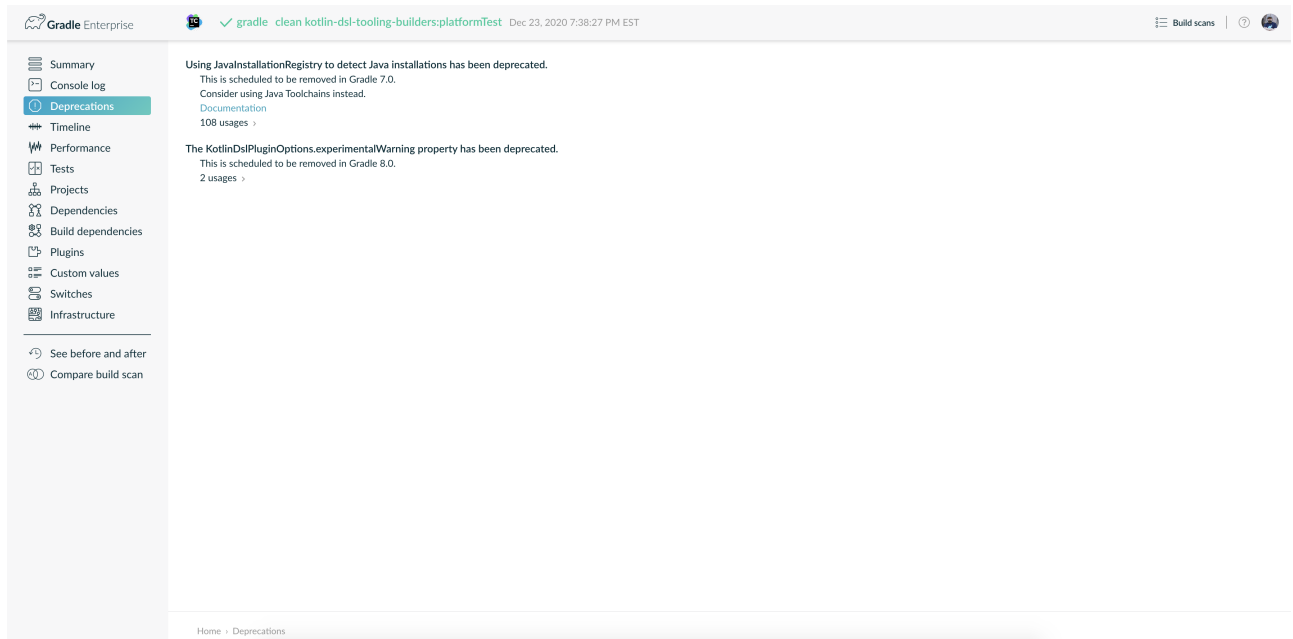 Gradle Enterprise
TC
gradle clean kotlin-dsl-tooling-builders:platformTest Dec 23, 2020 7:38:27 PM EST
Build scans
?
Summary
Console log
Deprecations
Timeline
Performance
Tests
Projects
Dependencies
Build dependencies
Plugins
Custom values
Switches
Infrastructure
See before and after
Compare build scan
Using JavaInstallationRegistry to detect Java installations has been deprecated.
This is scheduled to be removed in Gradle 7.0.
Consider using Java Toolchains instead.
Documentation
108 usages ›
The KotlinDslPluginOptions.experimentalWarning property has been deprecated.
This is scheduled to be removed in Gradle 8.0.
2 usages ›
Home › Deprecations